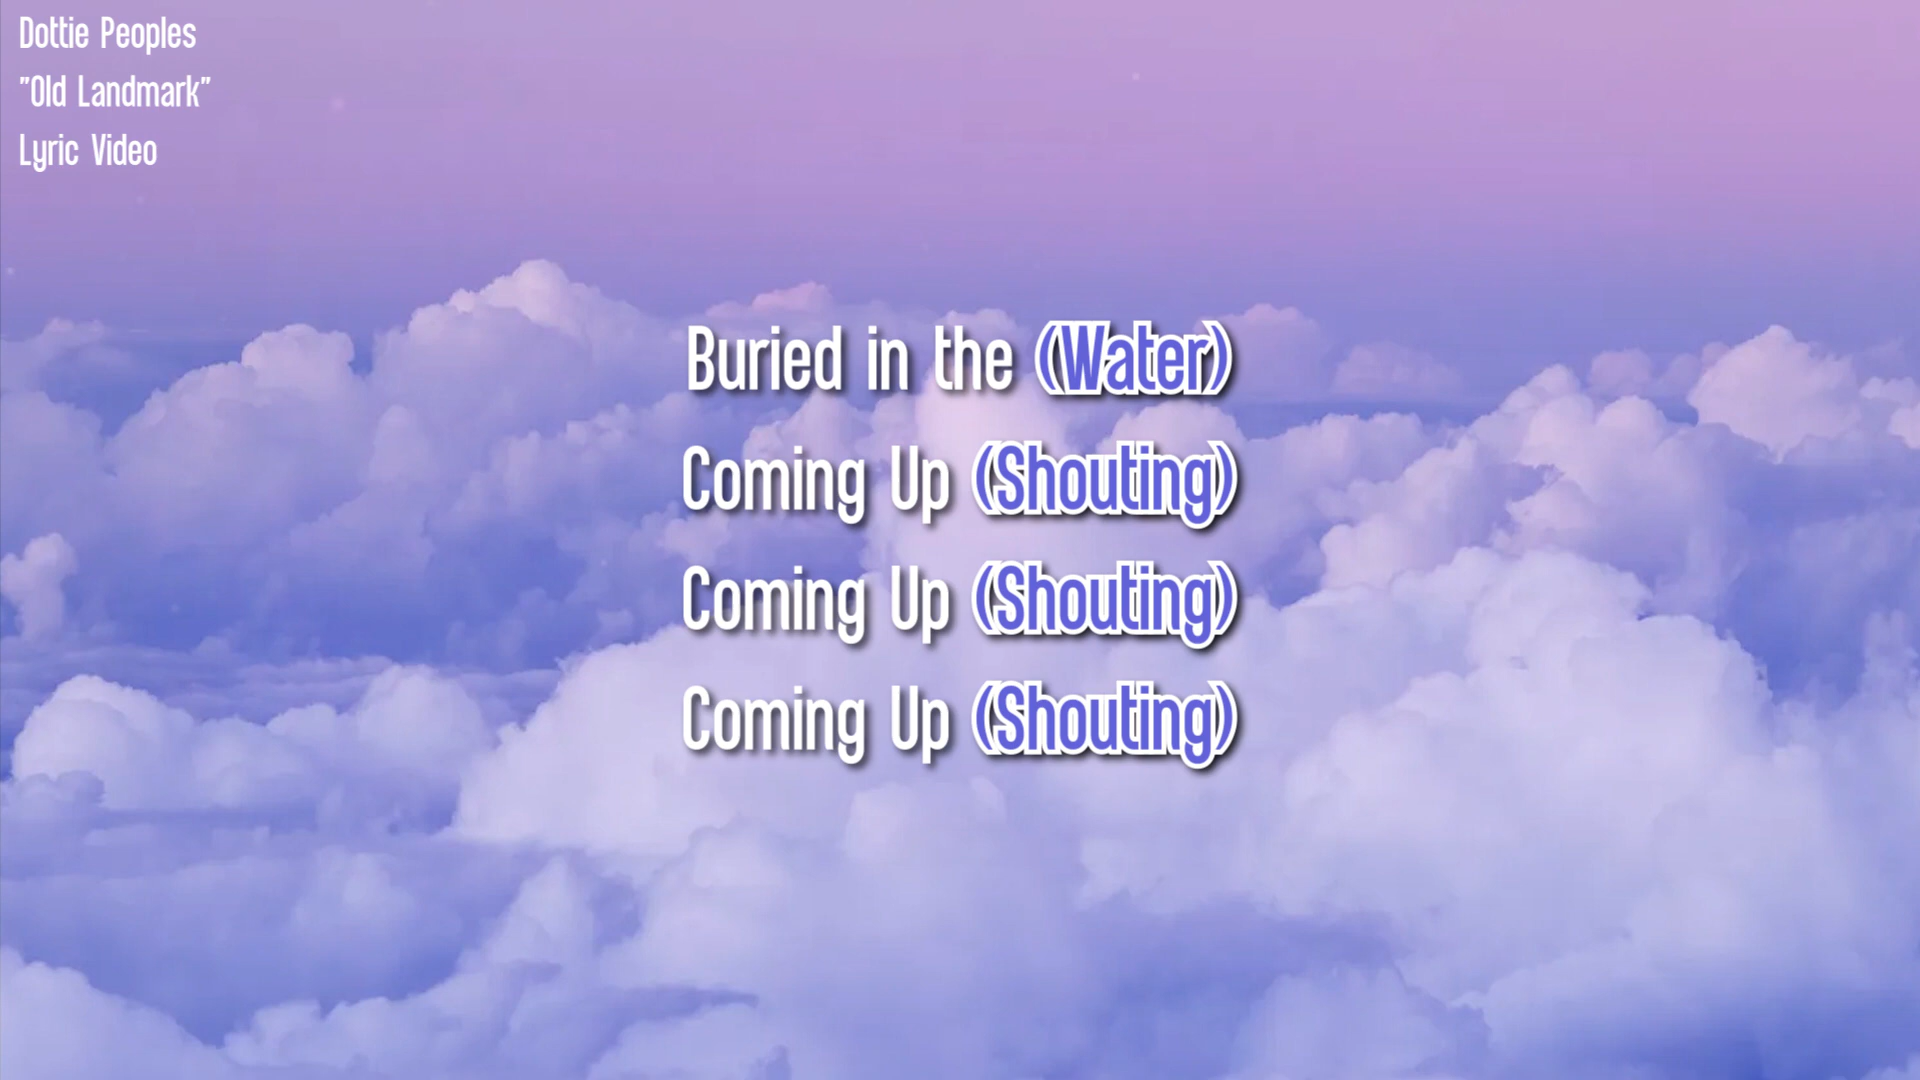 Dottie Peoples
"Old Landmark"
Lyric Video
Buried in the (Water)
Coming Up (Shouting)
Coming Up (Shouting)
Coming Up (Shouting)